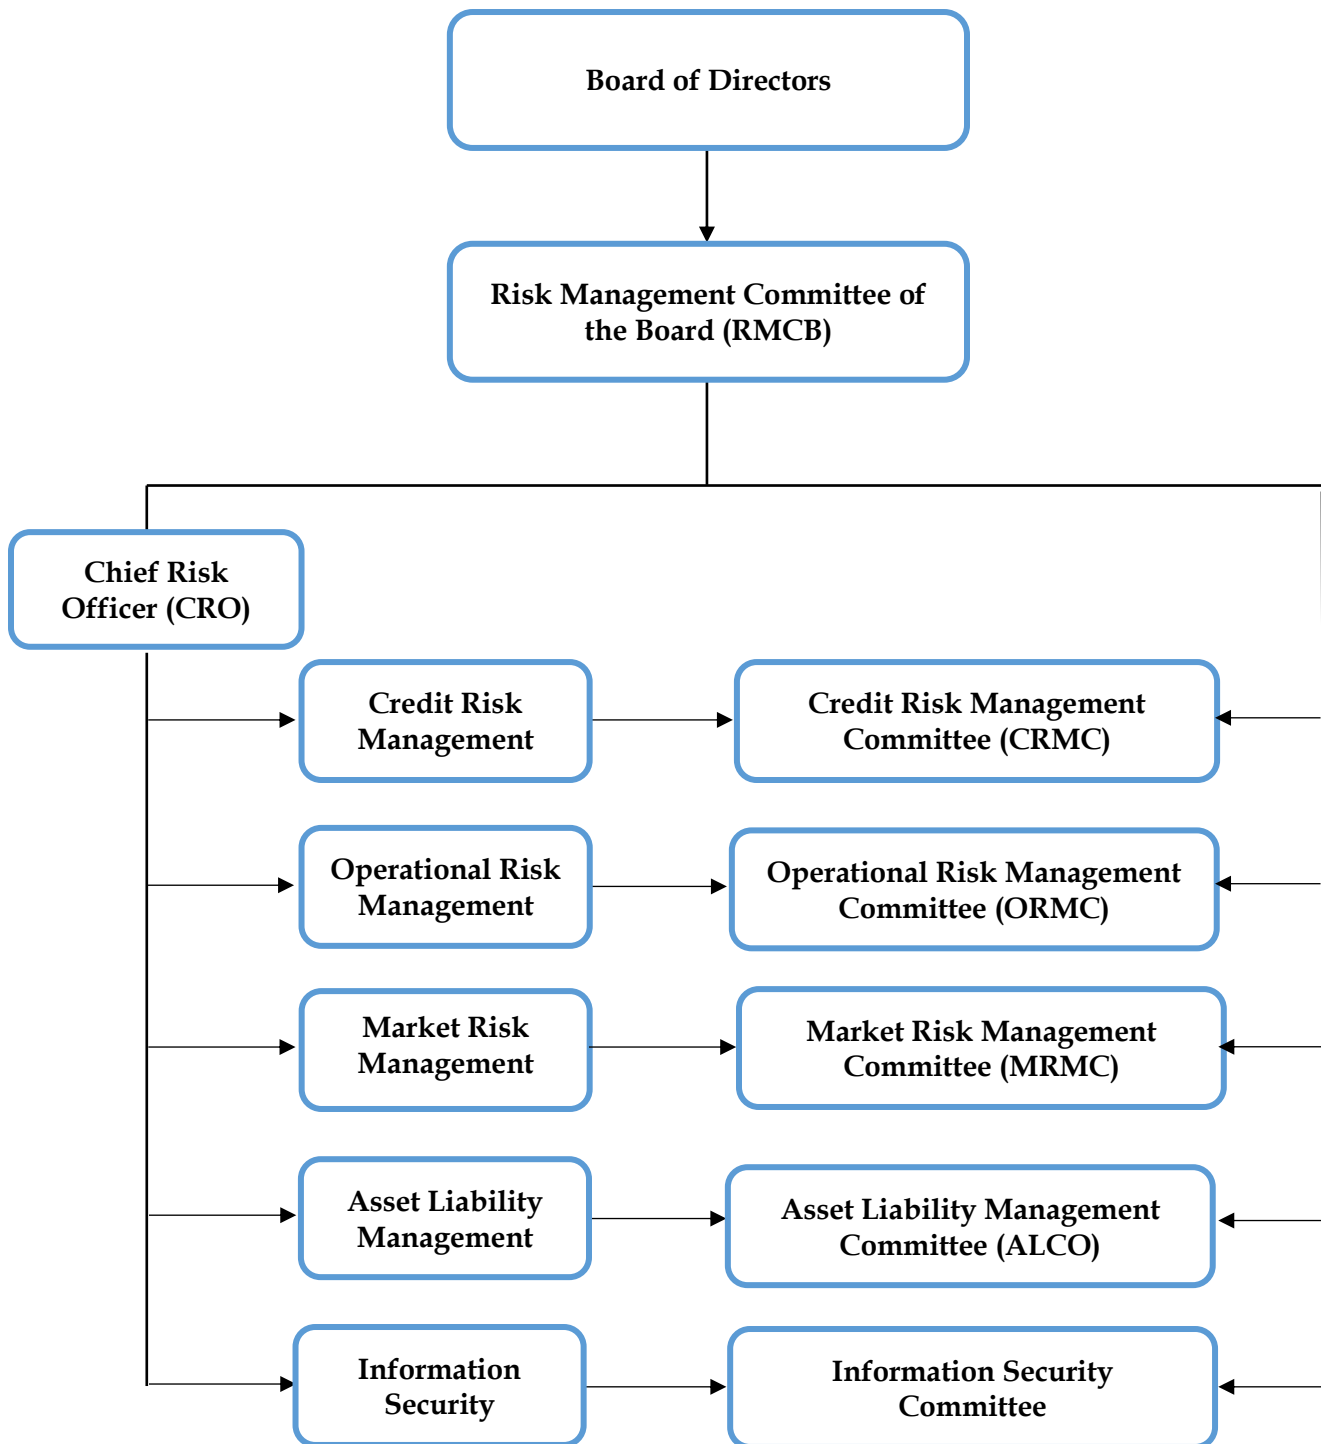 Board of Directors
Risk Management Committee of
the Board (RMCB)
Chief Risk
Officer (CRO)
Credit Risk
Management
Credit Risk Management
Committee (CRMC)
Operational Risk
Management
Operational Risk Management
Committee (ORMC)
Market Risk
Management
Market Risk Management
Committee (MRMC)
Asset Liability
Management
Asset Liability Management
Committee (ALCO)
Information
Security
Information Security
Committee